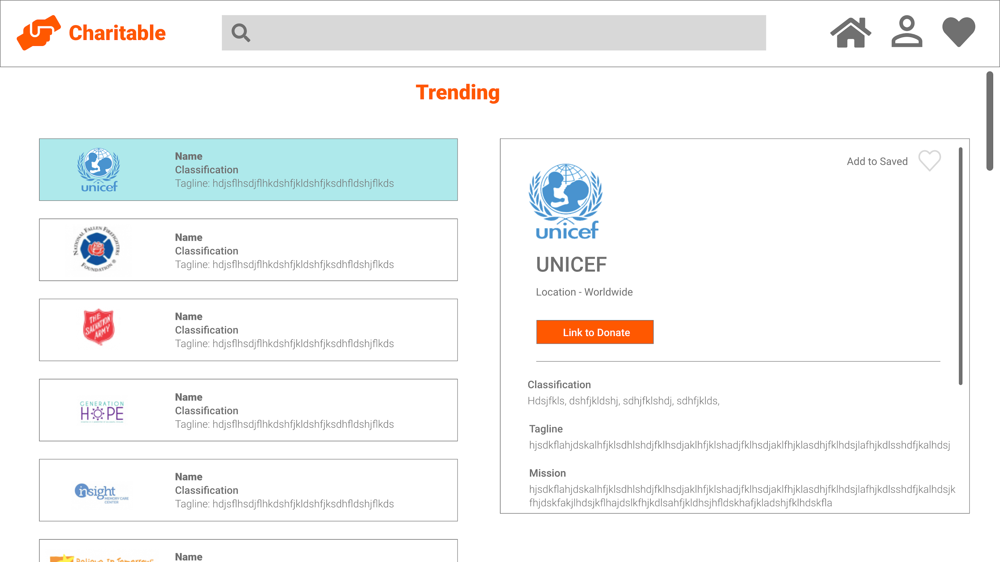 Charitable
Trending
unicef
Name
Classification
Tagline: hdjsflhsdjflhkdshfjkldshfjksdhfldshjflkds
NATIONAL FALLEN FIREFIGHTERS
FOUNDATION ®
Name
Classification
Tagline: hdjsflhsdjflhkdshfjkldshfjksdhfldshjflkds
THE
SALVATION
ARMY
Name
Classification
Tagline: hdjsflhsdjflhkdshfjkldshfjksdhfldshjflkds
GENERATION
HOPE
Name
Classification
Tagline: hdjsflhsdjflhkdshfjkldshfjksdhfldshjflkds
insight
MEMORY CARE
CENTER
Name
Classification
Tagline: hdjsflhsdjflhkdshfjkldshfjksdhfldshjflkds
Believe In Tomorrow
Name
Add to Saved
unicef
UNICEF
Location - Worldwide
Link to Donate
Classification
Hdsjfkls, dshfjkldshj, sdhjfklshdj, sdhfjklds,
Tagline
hjsdkflahjdskalhfjklsdhlshdjfklhsdjaklhfjklshadjfklhsdjaklfhjklasdhjfklhdsjlafhjkdlsshdfjkalhdsj
Mission
hjsdkflahjdskalhfjklsdhlshdjfklhsdjaklhfjklshadjfklhsdjaklfhjklasdhjfklhdsjlafhjkdlsshdfjkalhdsjk
fhjdskfakjlhdsjkflhajdslkfhjkdlsahfjkldhsjhfldskhafjkladshjfklhdskfla